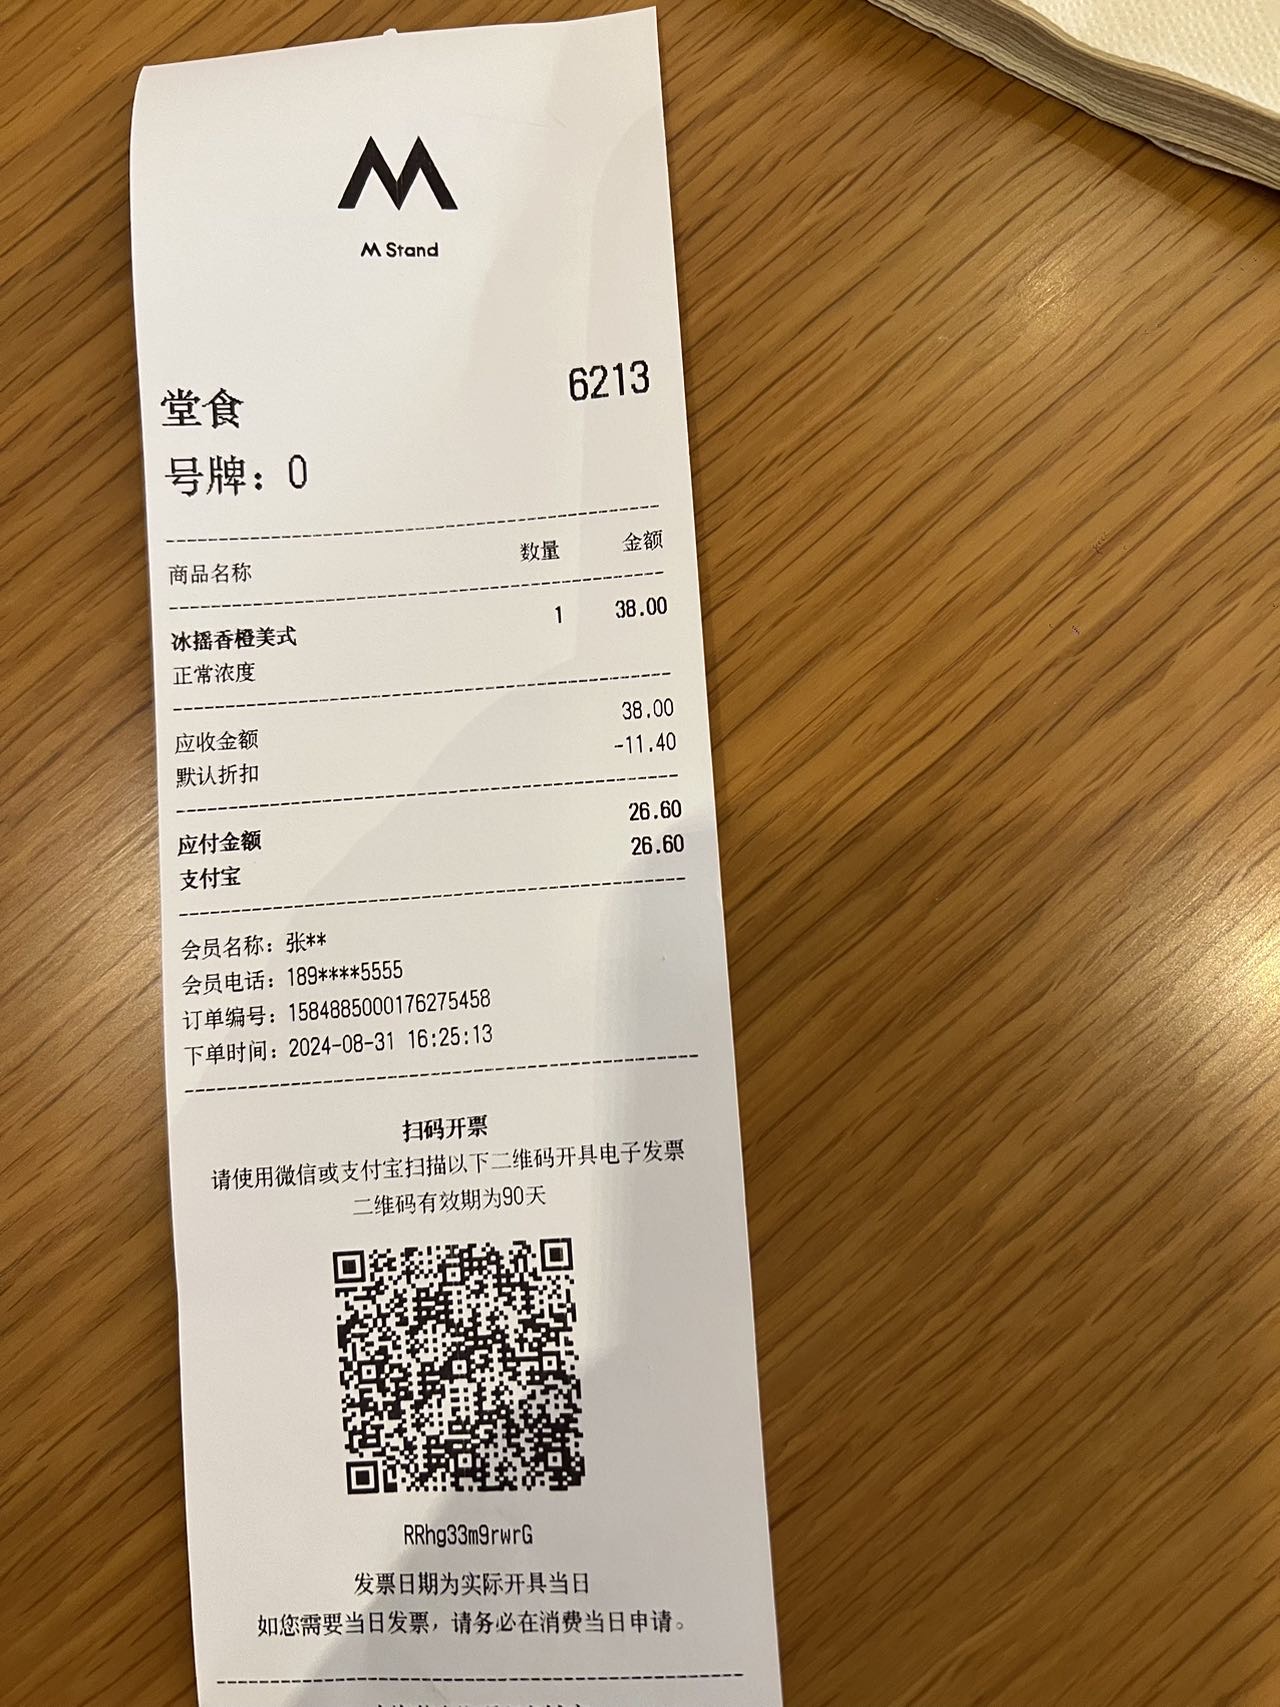 M Stand
堂食 6213
号牌：0
商品名称 数量 金额
冰摇香橙美式 1 38.00
正常浓度
应收金额 38.00
默认折扣 -11.40
应付金额 26.60
支付宝 26.60
会员名称：张**
会员电话：189****5555
订单编号：1584885000176275458
下单时间：2024-08-31 16:25:13
扫码开票
请使用微信或支付宝扫描以下二维码开具电子发票
二维码有效期为90天
RRhg33m9rwrG
发票日期为实际开具当日
如您需要当日发票，请务必在消费当日申请。